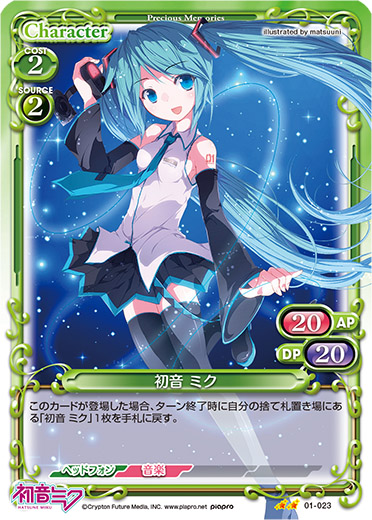 Precious Memories
Character
illustrated by matsuuni
COST
2
SOURCE
2
01
20 AP
DP 20
初音 ミク
このカードが登場した場合、ターン終了時に自分の捨て札置き場にあ
る「初音 ミク」1枚を手札に戻す。
ヘッドフォン
音楽
初音ミク
HATSUNE MIKU
©Crypton Future Media, INC. www.piapro.net piapro
01-023